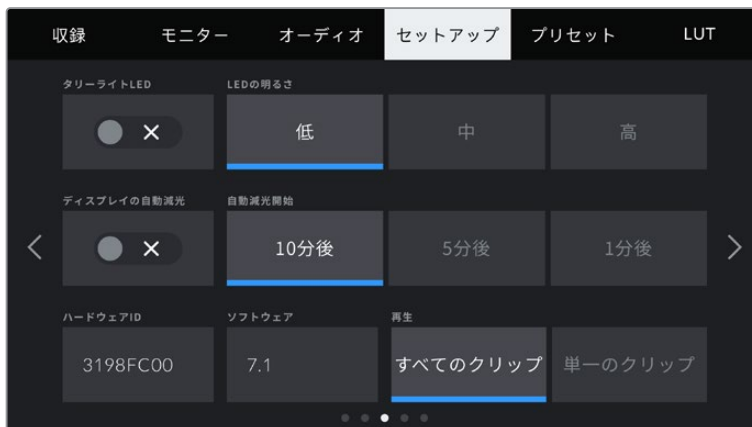 収録 モニター オーディオ セットアップ プリセット LUT
タリーライトLED LEDの明るさ
低 中 高
ディスプレイの自動減光 自動減光開始
10分後 5分後 1分後
ハードウェアID ソフトウェア 再生
3198FC00 7.1 すべてのクリップ 単一のクリップ